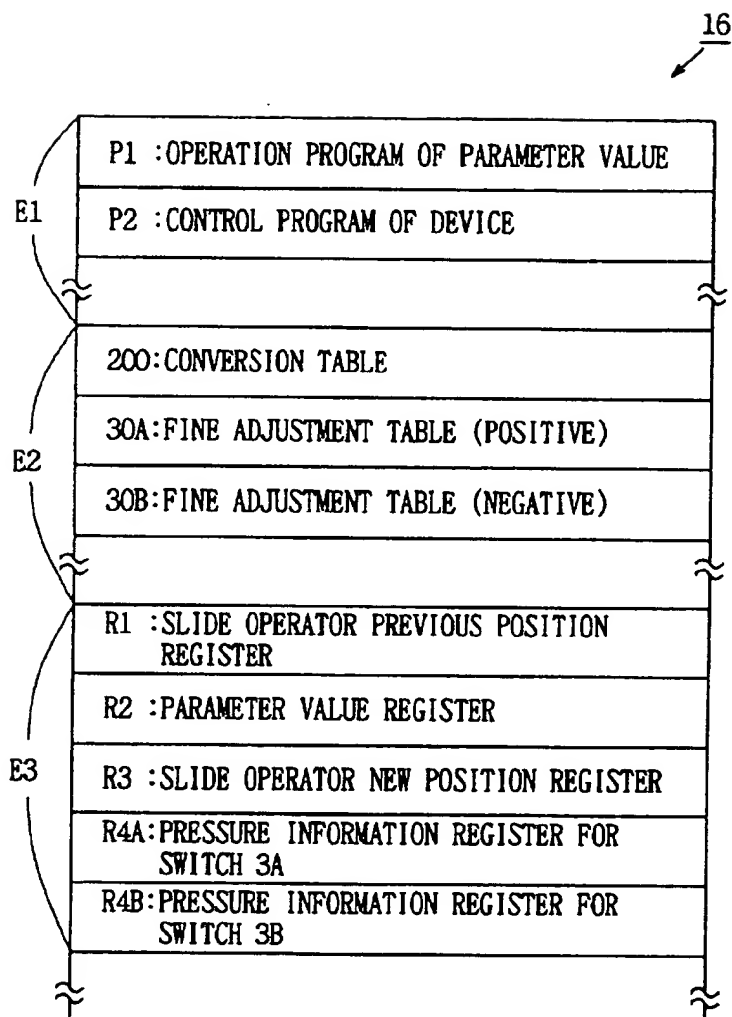 16
P1 :OPERATION PROGRAM OF PARAMETER VALUE
E1
P2 :CONTROL PROGRAM OF DEVICE
200:CONVERSION TABLE
30A:FINE ADJUSTMENT TABLE (POSITIVE)
E2
30B:FINE ADJUSTMENT TABLE (NEGATIVE)
R1 :SLIDE OPERATOR PREVIOUS POSITION
REGISTER
R2 :PARAMETER VALUE REGISTER
E3
R3 :SLIDE OPERATOR NEW POSITION REGISTER
R4A:PRESSURE INFORMATION REGISTER FOR
SWITCH 3A
R4B:PRESSURE INFORMATION REGISTER FOR
SWITCH 3B